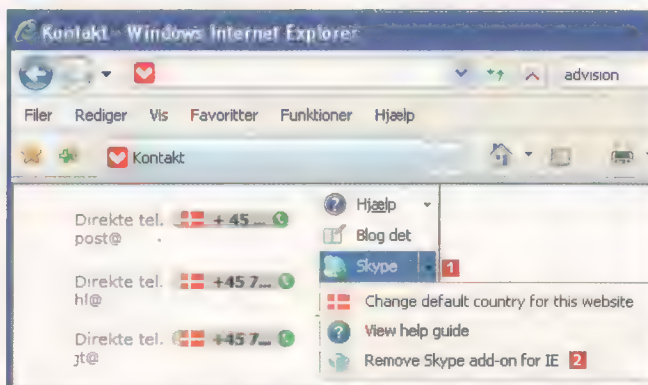 Kontakt - Windows Internet Explorer
advision
Filer Rediger Vis Favoritter Funktioner Hjælp
Kontakt
Direkte tel. +45 ...
post@
Direkte tel. +45 7...
hl@
Direkte tel. +45 7...
jt@
Hjælp
Blog det
Skype 1
Change default country for this website
? View help guide
Remove Skype add-on for IE 2